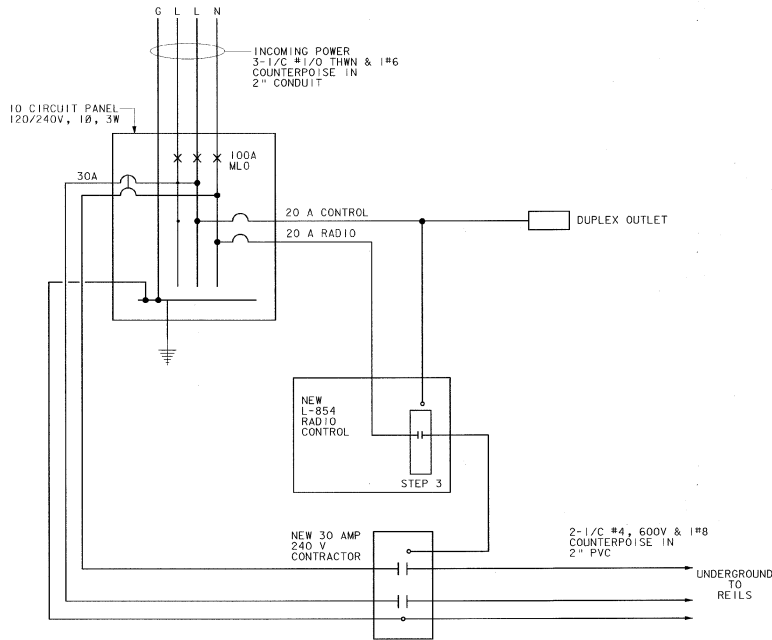 G L L N
INCOMING POWER
3-1/C #1/0 THWN & 1#6
COUNTERPOISE IN
2" CONDUIT
10 CIRCUIT PANEL
120/240V, 1Ø, 3W
100A
MLO
30A
20 A CONTROL
DUPLEX OUTLET
20 A RADIO
NEW
L-854
RADIO
CONTROL
STEP 3
NEW 30 AMP
240 V
CONTRACTOR
2-1/C #4, 600V & 1#8
COUNTERPOISE IN
2" PVC
UNDERGROUND
TO
REILS